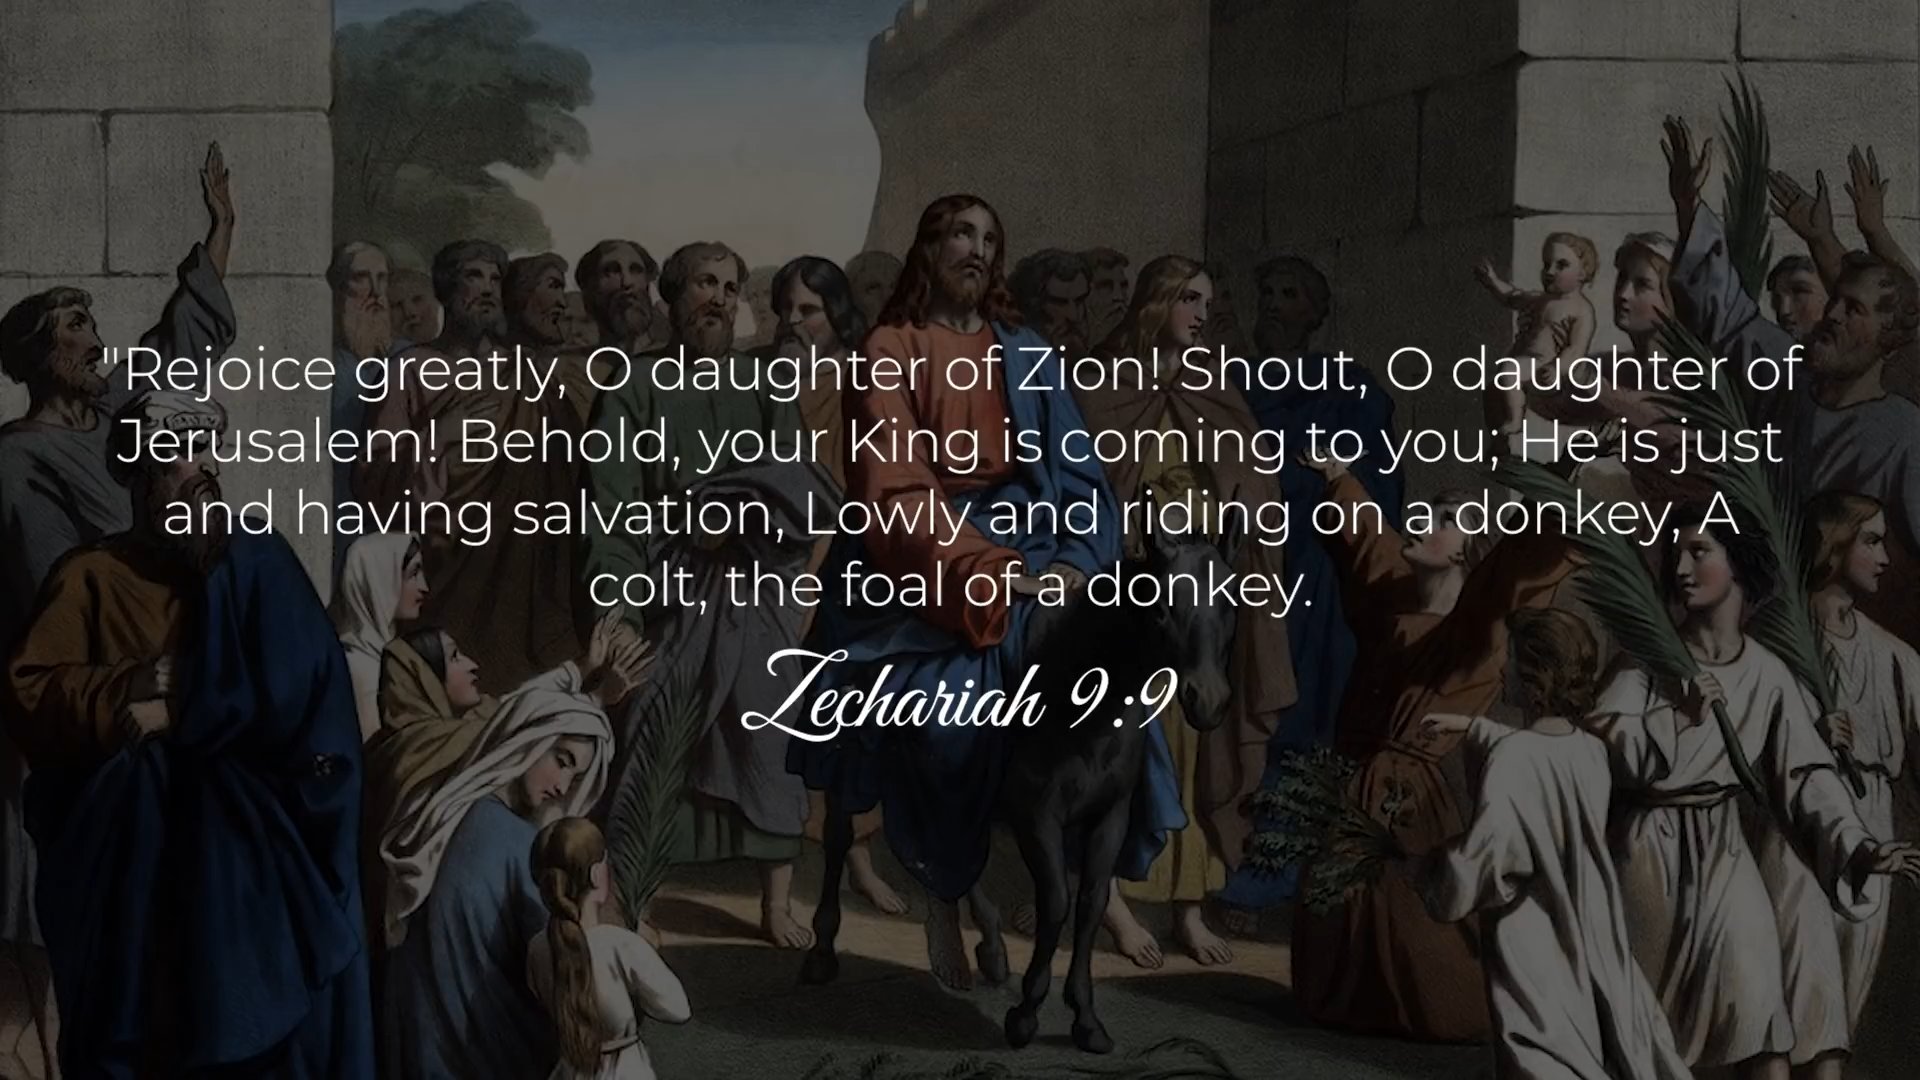 "Rejoice greatly, O daughter of Zion! Shout, O daughter of
Jerusalem! Behold, your King is coming to you; He is just
and having salvation, Lowly and riding on a donkey, A
colt, the foal of a donkey.
Zechariah 9:9